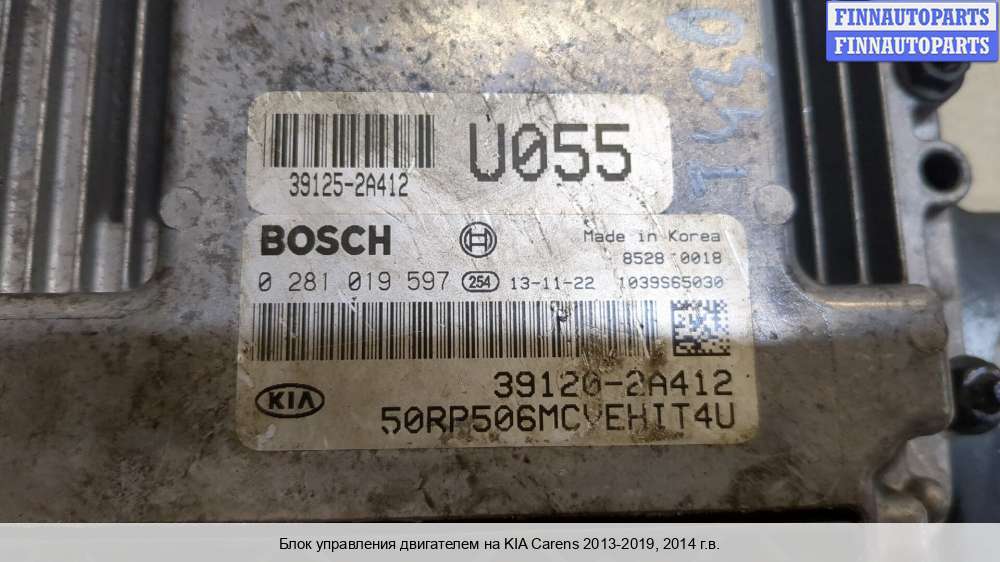 FINNAUTOPARTS
FINNAUTOPARTS
1430
U055
39125-2A412
BOSCH
Made in Korea
8528 0018
0 281 019 597 254 13-11-22 1039S65030
P
39120-2A412
KIA
50RP506MCVEHIT4U
Блок управления двигателем на KIA Carens 2013-2019, 2014 г.в.